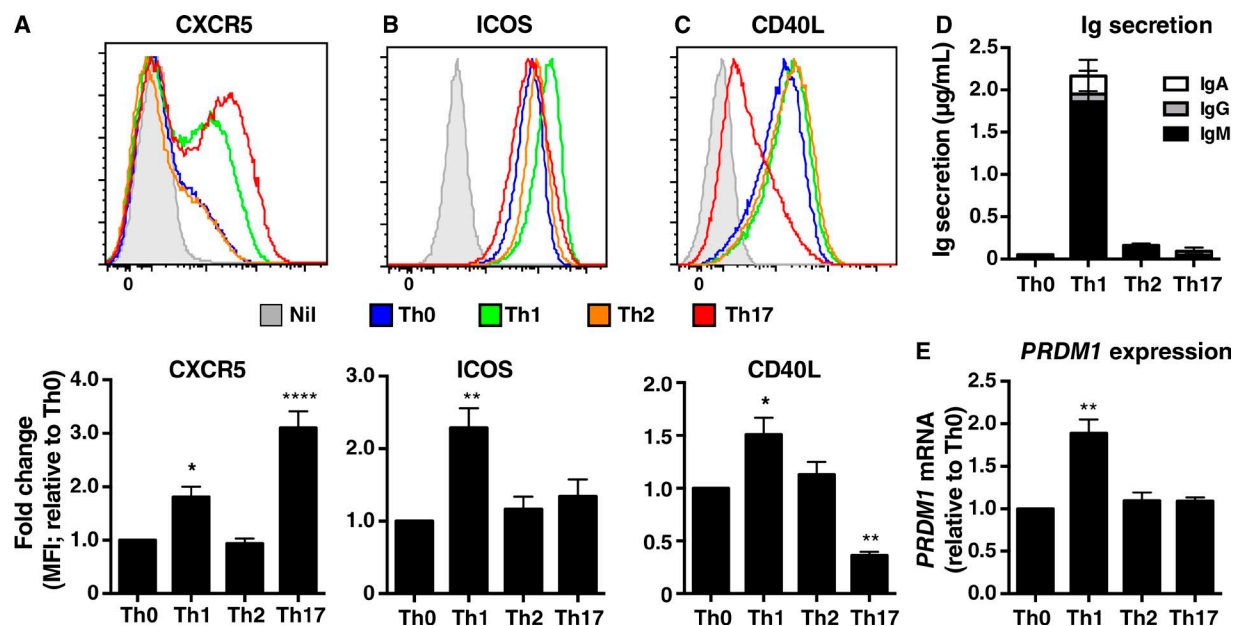 A CXCR5
0
B ICOS
0
C CD40L
0
Nil Th0 Th1 Th2 Th17
D Ig secretion
Ig secretion (µg/mL)
2.5
2.0
1.5
1.0
0.5
0
IgA
IgG
IgM
Th0 Th1 Th2 Th17
CXCR5
Fold change
(MFI; relative to Th0)
4.0
3.0
2.0
1.0
0
*
****
Th0 Th1 Th2 Th17
ICOS
3.0
2.0
1.0
0
**
Th0 Th1 Th2 Th17
CD40L
2.0
1.5
1.0
0.5
0
*
**
Th0 Th1 Th2 Th17
E PRDM1 expression
PRDM1 mRNA
(relative to Th0)
2.5
2.0
1.5
1.0
0.5
0.0
**
Th0 Th1 Th2 Th17